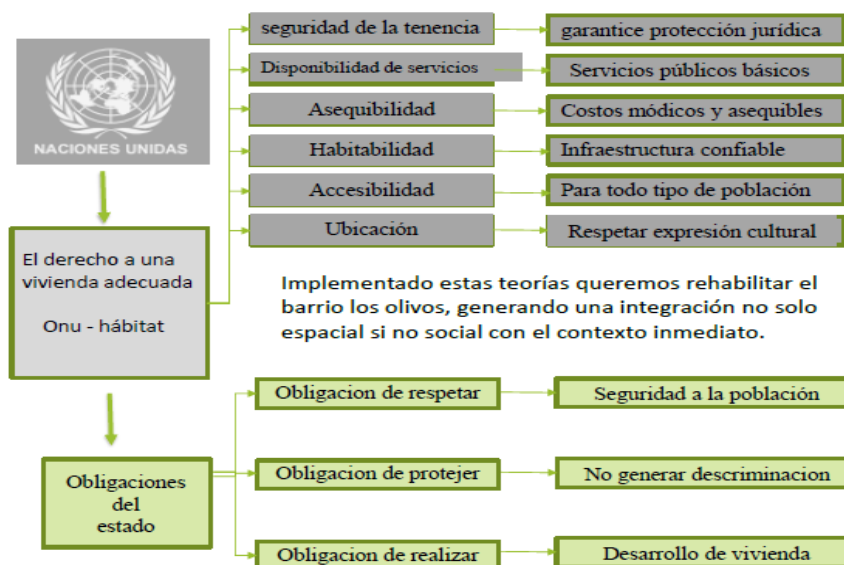 NACIONES UNIDAS
El derecho a una
vivienda adecuada
Onu - hábitat
seguridad de la tenencia
garantice protección jurídica
Disponibilidad de servicios
Servicios públicos básicos
Asequibilidad
Costos módicos y asequibles
Habitabilidad
Infraestructura confiable
Accesibilidad
Para todo tipo de población
Ubicación
Respetar expresión cultural
Implementado estas teorías queremos rehabilitar el
barrio los olivos, generando una integración no solo
espacial si no social con el contexto inmediato.
Obligaciones
del
estado
Obligacion de respetar
Seguridad a la población
Obligacion de protejer
No generar descriminacion
Obligacion de realizar
Desarrollo de vivienda